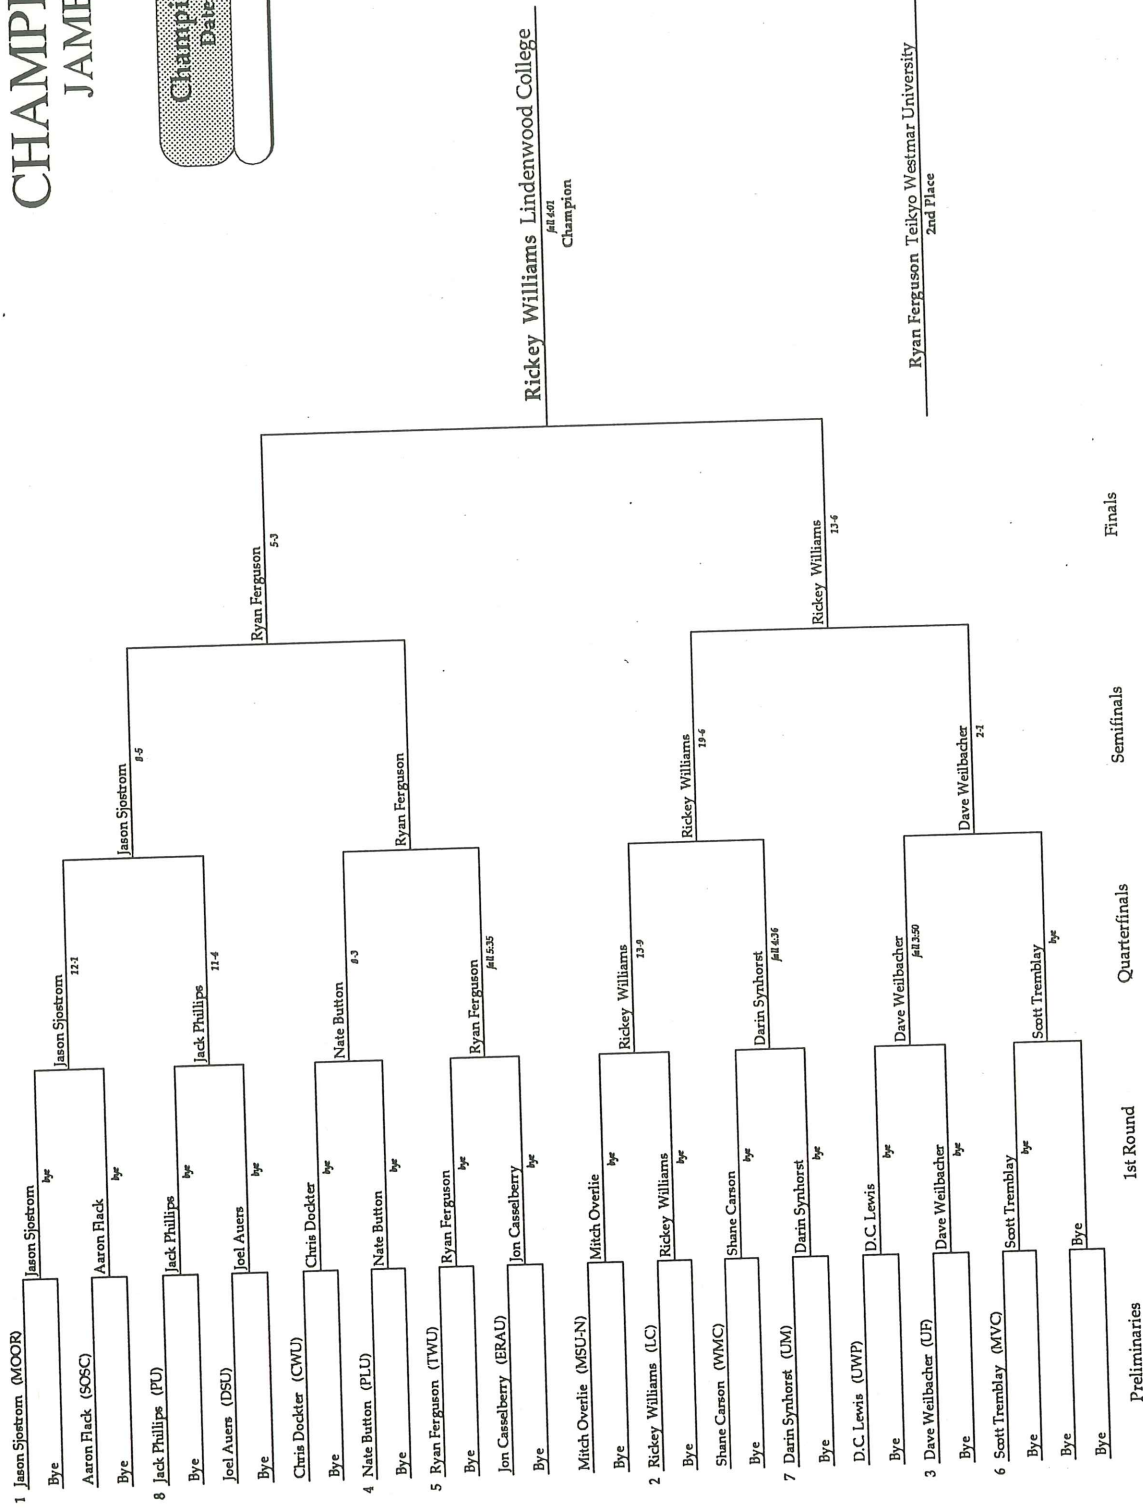 CHAMPI
JAME
Champi
Date
1 Jason Sjostrom (MOOR)
Bye
Aaron Flack (SOSC)
Bye
8 Jack Phillips (PU)
Bye
Joel Auers (DSU)
Bye
Chris Dockter (CWU)
Bye
4 Nate Button (PLU)
Bye
5 Ryan Ferguson (TWU)
Bye
Jon Casselberry (ERAU)
Bye
Mitch Overlie (MSU-N)
Bye
2 Rickey Williams (LC)
Bye
Shane Carson (WMC)
Bye
7 Darin Synhorst (UM)
Bye
D.C. Lewis (UWP)
Bye
3 Dave Weilbacher (UF)
Bye
6 Scott Tremblay (MVC)
Bye
Bye
Bye
Preliminaries
Jason Sjostrom
bye
Aaron Flack
bye
Jack Phillips
bye
Joel Auers
bye
Chris Dockter
bye
Nate Button
bye
Ryan Ferguson
bye
Jon Casselberry
bye
Mitch Overlie
bye
Rickey Williams
bye
Shane Carson
bye
Darin Synhorst
bye
D.C. Lewis
bye
Dave Weilbacher
bye
Scott Tremblay
bye
Bye
1st Round
Jason Sjostrom
12-1
Jack Phillips
11-4
Nate Button
8-3
Ryan Ferguson
fall 5:35
Rickey Williams
13-9
Darin Synhorst
fall 4:36
Dave Weilbacher
fall 3:50
Scott Tremblay
bye
Quarterfinals
Jason Sjostrom
8-5
Ryan Ferguson
Rickey Williams
19-6
Dave Weilbacher
2-1
Semifinals
Ryan Ferguson
5-3
Rickey Williams
13-6
Finals
Rickey Williams Lindenwood College
fall 4:01
Champion
Ryan Ferguson Teikyo Westmar University
2nd Place